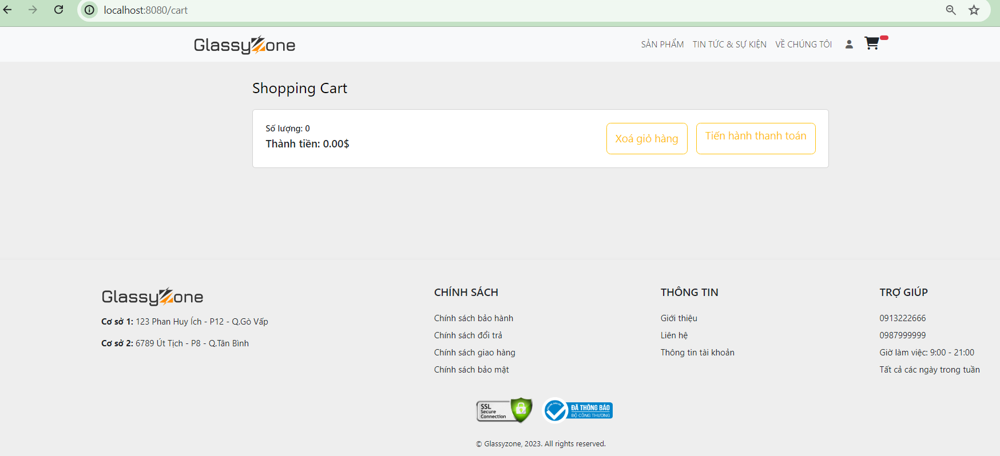 localhost:8080/cart
GlassyZone
SẢN PHẨM TIN TỨC & SỰ KIỆN VỀ CHÚNG TÔI
Shopping Cart
Số lượng: 0
Thành tiền: 0.00$
Xoá giỏ hàng
Tiến hành thanh toán
GlassyZone
Cơ sở 1: 123 Phan Huy Ích - P12 - Q.Gò Vấp
Cơ sở 2: 6789 Út Tịch - P8 - Q.Tân Bình
CHÍNH SÁCH
Chính sách bảo hành
Chính sách đổi trả
Chính sách giao hàng
Chính sách bảo mật
THÔNG TIN
Giới thiệu
Liên hệ
Thông tin tài khoản
TRỢ GIÚP
0913222666
0987999999
Giờ làm việc: 9:00 - 21:00
Tất cả các ngày trong tuần
SSL
Secure
Connection
ĐÃ THÔNG BÁO
BỘ CÔNG THƯƠNG
© Glassyzone, 2023. All rights reserved.